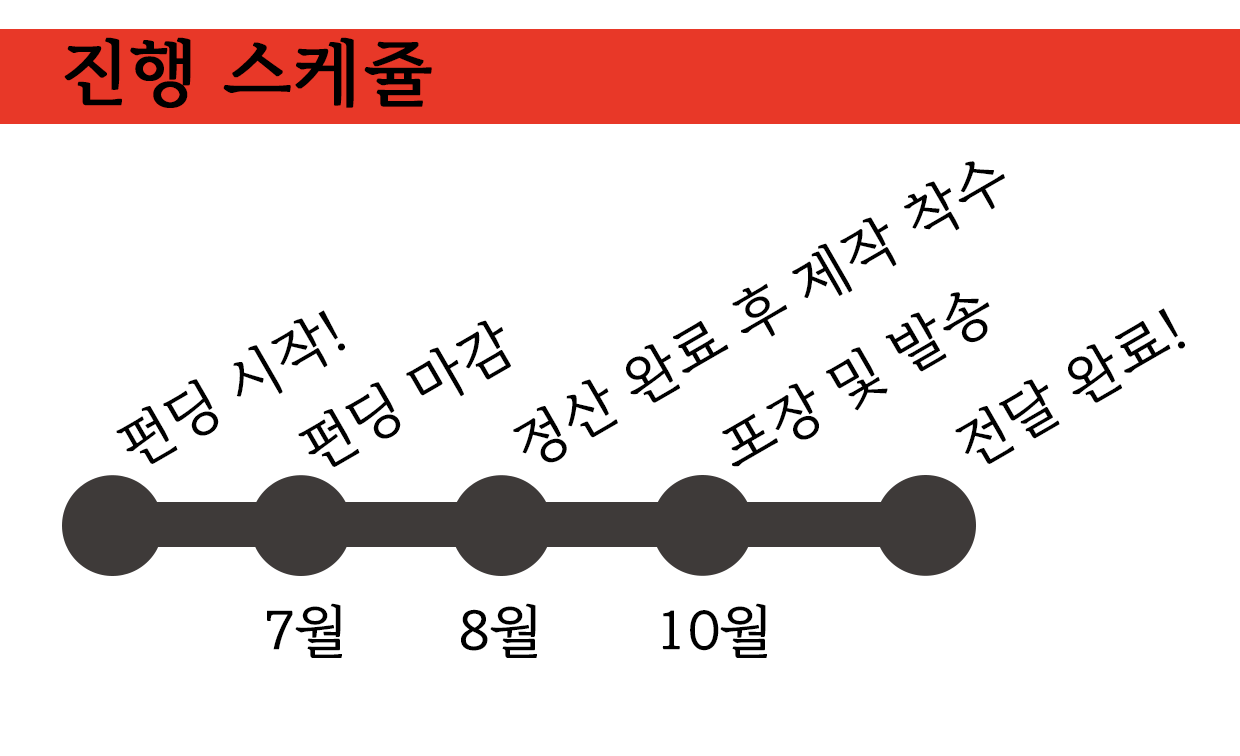 진행 스케쥴
펀딩 시작!
펀딩 마감
정산 완료 후 제작 착수
포장 및 발송
전달 완료!
7월
8월
10월